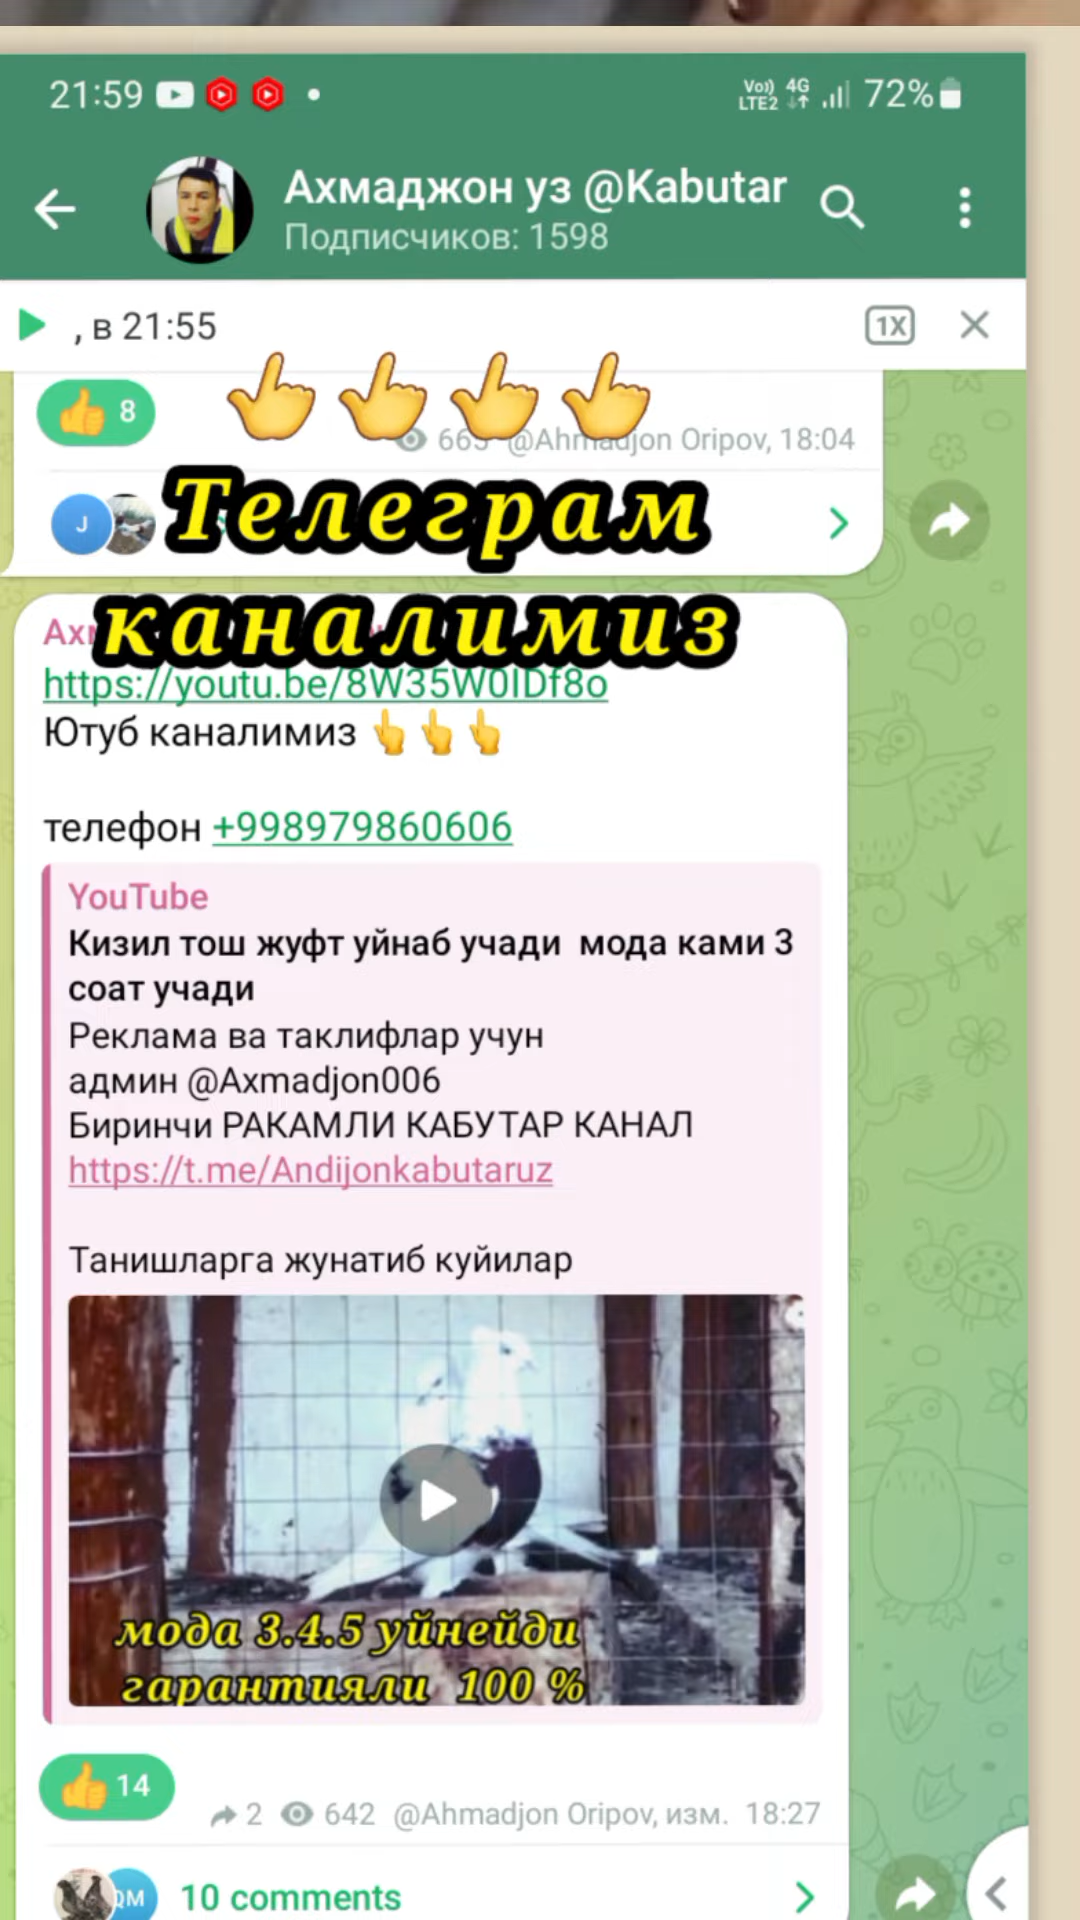 21:59
Vo)) LTE2 4G 72%
Ахмаджон уз @Kabutar
Подписчиков: 1598
, в 21:55
1X
8
@Ahmadjon Oripov, 18:04
J
Телеграм
каналимиз
https://youtu.be/8W35W0IDf8o
Ютуб каналимиз
телефон +998979860606
YouTube
Кизил тош жуфт уйнаб учади мода ками 3
соат учади
Реклама ва таклифлар учун
админ @Axmadjon006
Биринчи РАКАМЛИ КАБУТАР КАНАЛ
https://t.me/Andijonkabutaruz
Танишларга жунатиб куйилар
мода 3.4.5 уйнейди
гарантияли 100 %
14
2 642 @Ahmadjon Oripov, изм. 18:27
10 comments